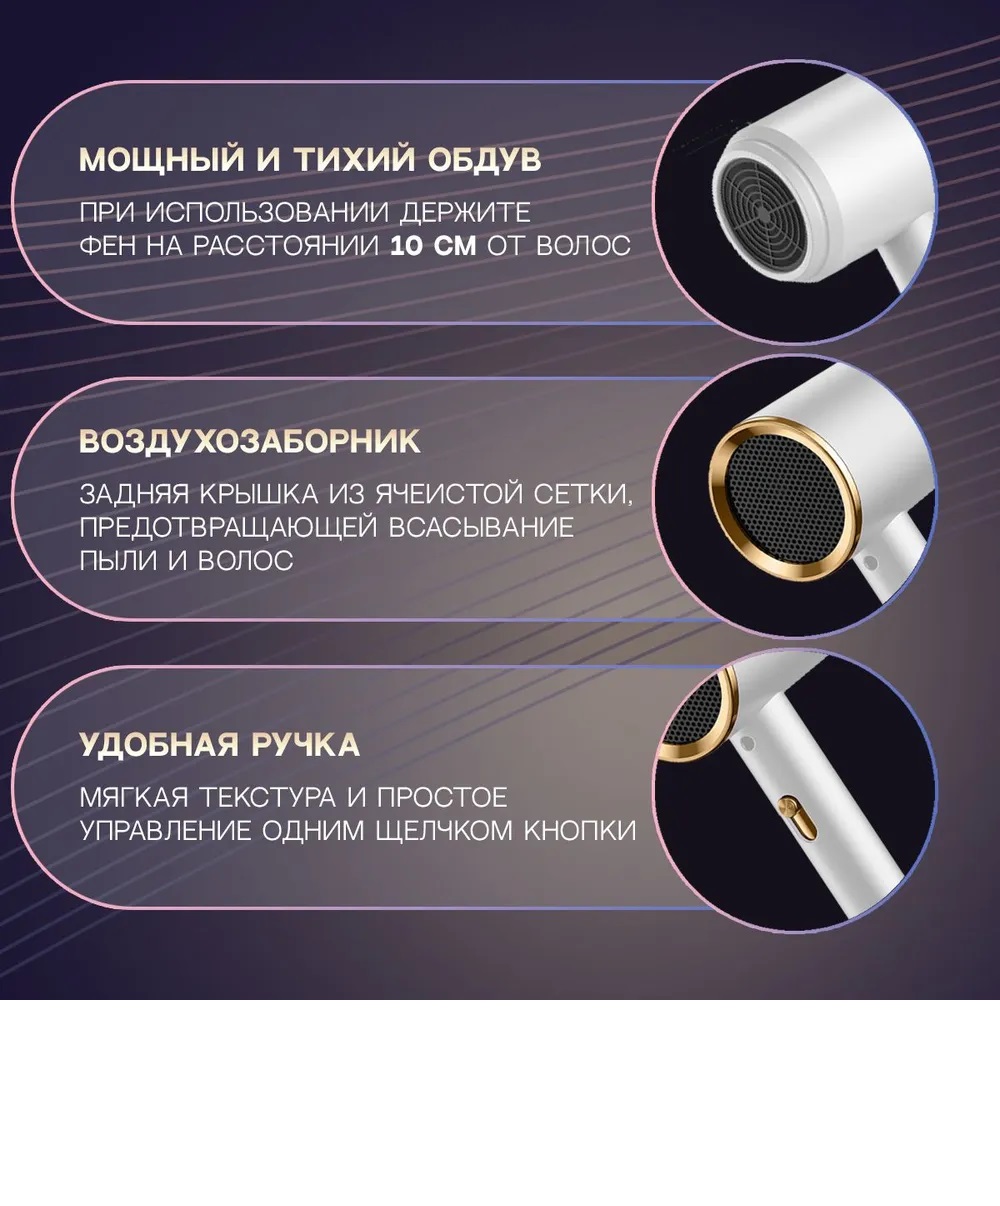 МОЩНЫЙ И ТИХИЙ ОБДУВ
ПРИ ИСПОЛЬЗОВАНИИ ДЕРЖИТЕ
ФЕН НА РАССТОЯНИИ 10 СМ ОТ ВОЛОС
ВОЗДУХОЗАБОРНИК
ЗАДНЯЯ КРЫШКА ИЗ ЯЧЕИСТОЙ СЕТКИ,
ПРЕДОТВРАЩАЮЩЕЙ ВСАСЫВАНИЕ
ПЫЛИ И ВОЛОС
УДОБНАЯ РУЧКА
МЯГКАЯ ТЕКСТУРА И ПРОСТОЕ
УПРАВЛЕНИЕ ОДНИМ ЩЕЛЧКОМ КНОПКИ